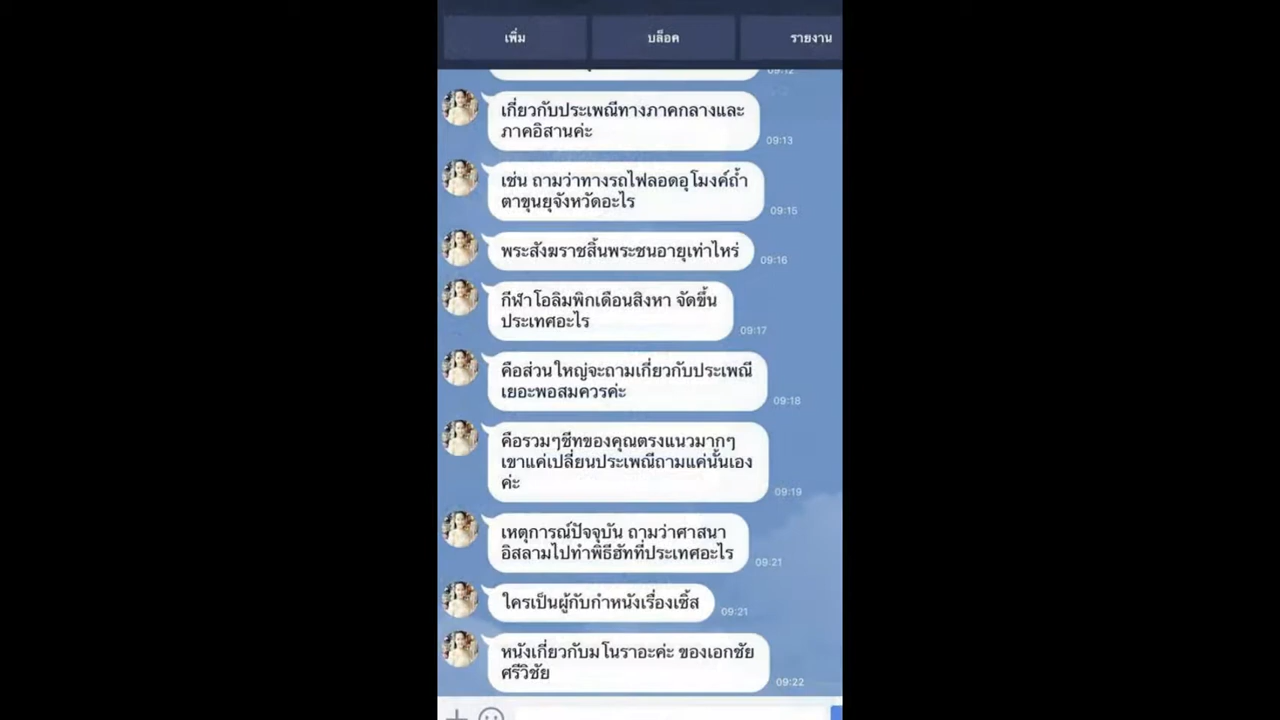 เพิ่ม
บล็อค
รายงาน
09:12
เกี่ยวกับประเพณีทางภาคกลางและ
ภาคอิสานค่ะ
09:13
เช่น ถามว่าทางรถไฟลอดอุโมงค์ถ้ำ
ตาขุนยุจังหวัดอะไร
09:15
พระสังฆราชสิ้นพระชนอายุเท่าไหร่
09:16
กีฬาโอลิมพิกเดือนสิงหา จัดขึ้น
ประเทศอะไร
09:17
คือส่วนใหญ่จะถามเกี่ยวกับประเพณี
เยอะพอสมควรค่ะ
09:18
คือรวมๆชีทของคุณตรงแนวมากๆ
เขาแค่เปลี่ยนประเพณีถามแค่นั้นเอง
ค่ะ
09:19
เหตุการณ์ปัจจุบัน ถามว่าศาสนา
อิสลามไปทำพิธีฮัทที่ประเทศอะไร
09:21
ใครเป็นผู้กับกำหนังเรื่องเซิ้ส
09:21
หนังเกี่ยวกับมโนราอะค่ะ ของเอกชัย
ศรีวิชัย
09:22